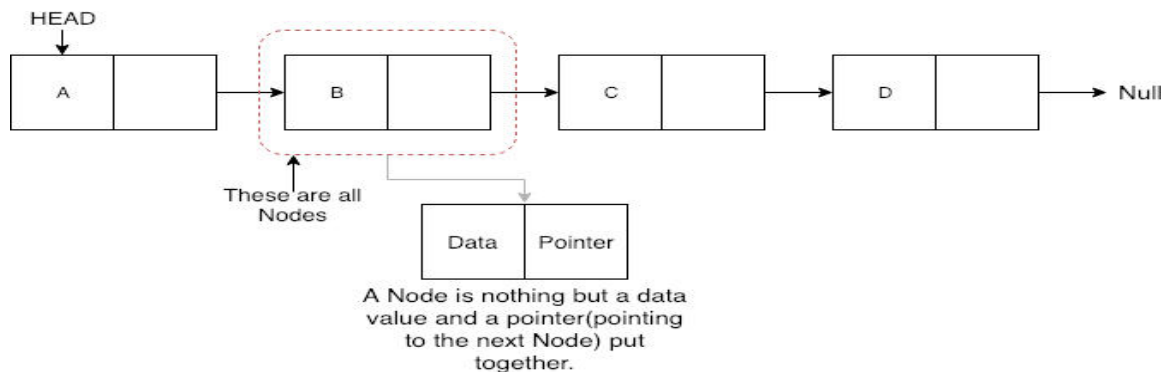 HEAD
A
B
C
D
Null
These are all
Nodes
Data
Pointer
A Node is nothing but a data
value and a pointer(pointing
to the next Node) put
together.